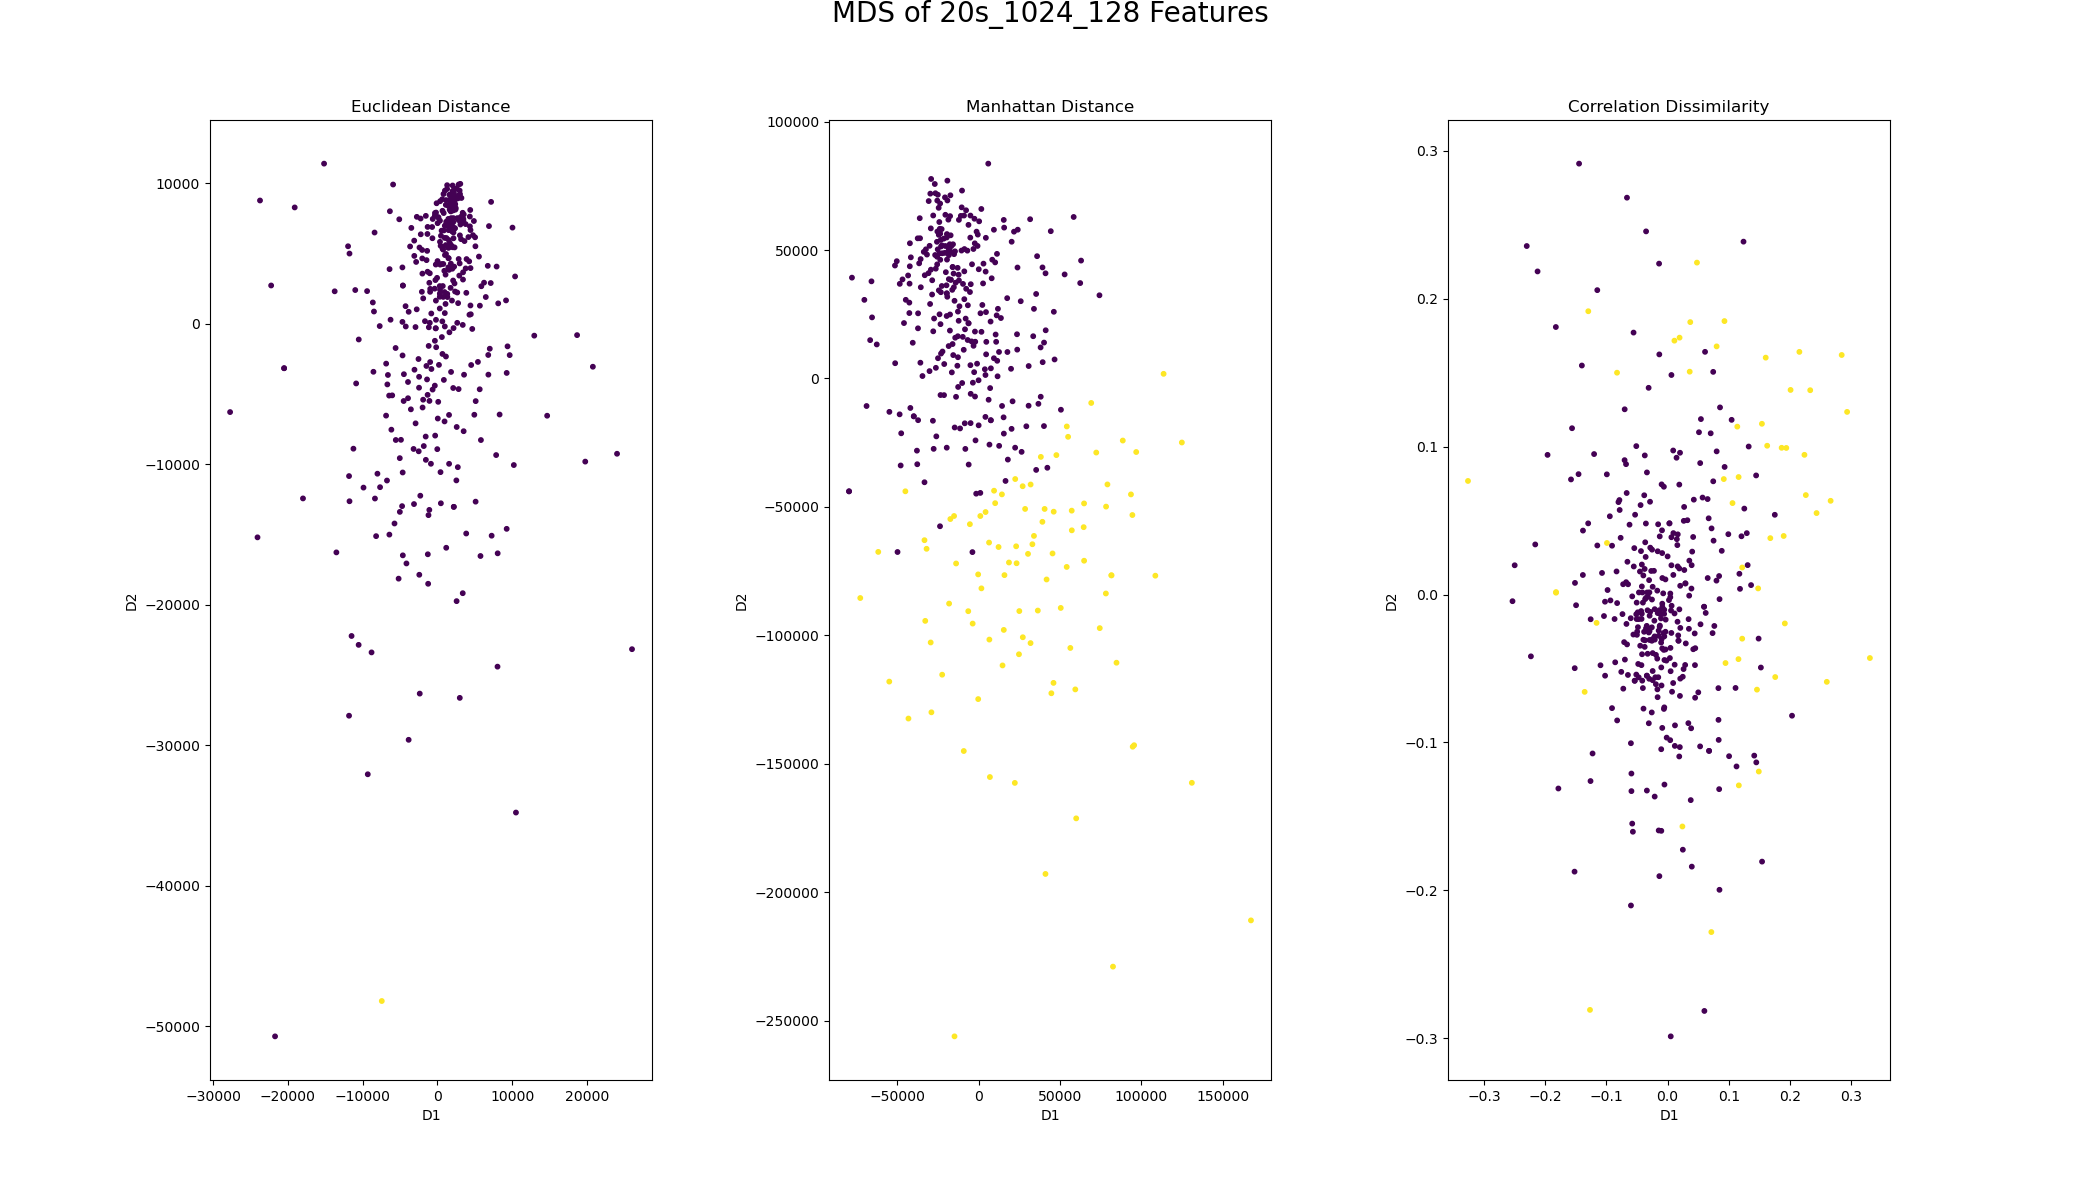 MDS of 20s_1024_128 Features
Euclidean Distance
10000
0
−10000
−20000
−30000
−40000
−50000
D2
−30000 −20000 −10000 0 10000 20000
D1
Manhattan Distance
100000
50000
0
−50000
−100000
−150000
−200000
−250000
D2
−50000 0 50000 100000 150000
D1
Correlation Dissimilarity
0.3
0.2
0.1
0.0
−0.1
−0.2
−0.3
D2
−0.3 −0.2 −0.1 0.0 0.1 0.2 0.3
D1